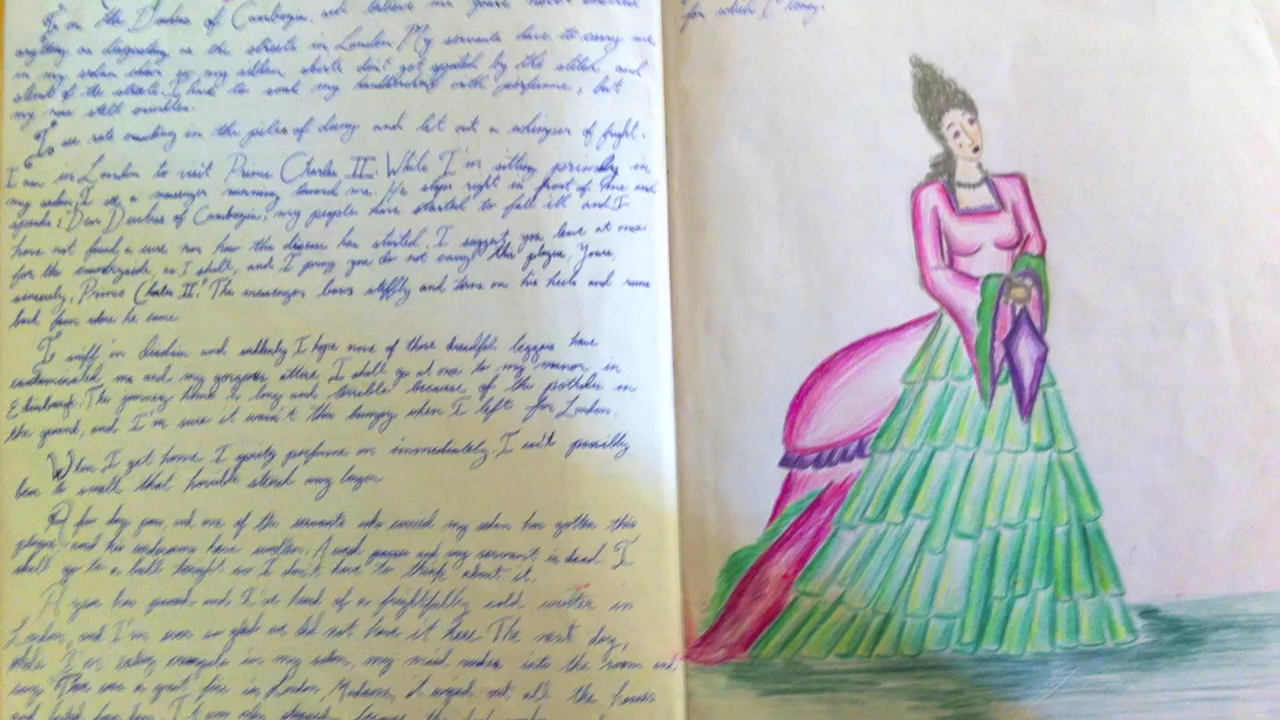 I'm the Duchess of Cambazia, and believe me you've never
anything as disgusting as the streets in London. My servants have to carry me
in my sedan chair so my silken skirts don't get spoiled by the stitch and
stench of the streets. I had to soak my handkerchief with perfume, but
my nose still
I see rats in the piles of dung and let out a whimper of fright.
I am in London to visit Prince Charles II. While I'm sitting primly in
my sedan, I see a messenger running toward me. He stops right in front of me and
speaks: "Dear Duchess of Cambazia, my people have started to fall ill and I
have not found a cure nor how the disease has started. I suggest you leave at once
for the countryside, as I shall, and I pray you do not carry this plague. Yours,
sincerely, Prince Charles II." The messenger bows stiffly and turns on his heels and runs
back from where he came.
I sniff in disdain and suddenly I hope none of those dreadful beggars have
contaminated me and my gorgeous attire. I shall go at once to my manor in
Edinburgh. The journey home is long and terrible because of the potholes in
the ground, and I'm sure it wasn't this bumpy when I left for London.
When I get home I spritz perfume on immediately. I can't possibly
bear to smell that horrible stench any longer.
A few days pass, and one of the servants who carried my sedan has gotten this
plague and his have swollen. A week passes and my servant is dead. I
shall go to a ball tonight so I don't have to think about it.
A year has passed and I've heard of a frightfully cold winter in
London, and I'm ever so glad we did not have it here. The next day,
while I'm in my salon, my maid rushes into the room and
says "There was a great fire in London, Madame, it wiped out all the houses
for which I long.